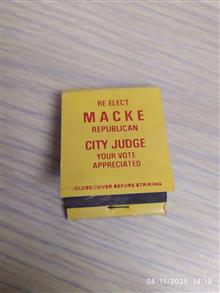 RE ELECT
MACKE
REPUBLICAN
CITY JUDGE
YOUR VOTE
APPRECIATED
CLOSE COVER BEFORE STRIKING
08/11/2025 14:10